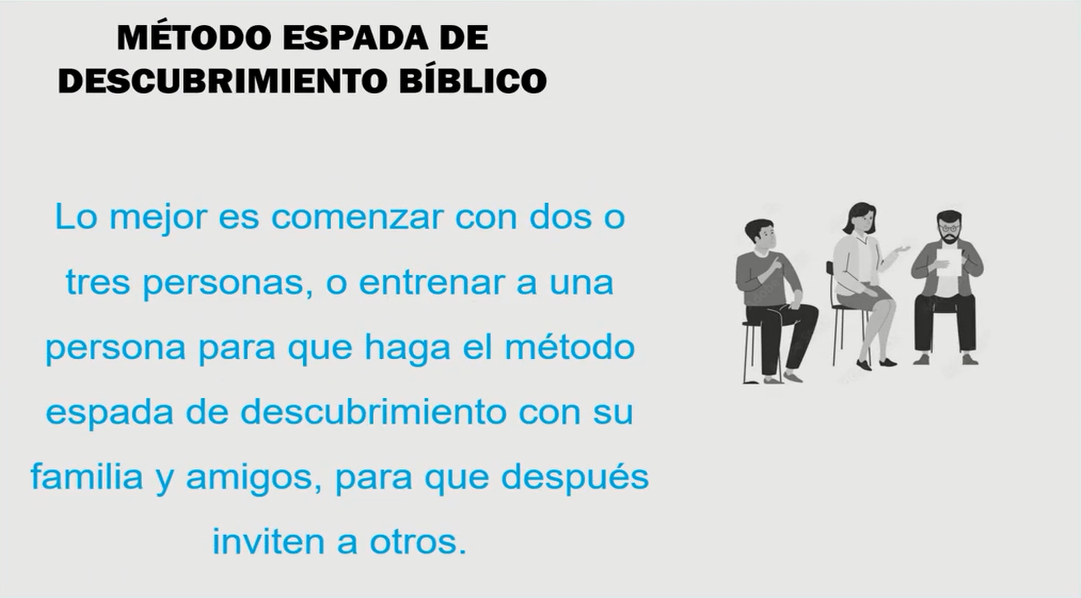 MÉTODO ESPADA DE
DESCUBRIMIENTO BÍBLICO
Lo mejor es comenzar con dos o
tres personas, o entrenar a una
persona para que haga el método
espada de descubrimiento con su
familia y amigos, para que después
inviten a otros.